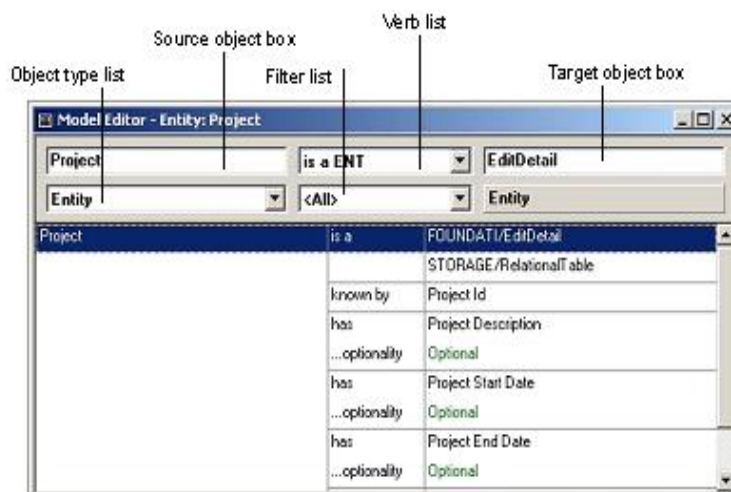 Verb list
Source object box
Object type list
Filter list
Target object box
Model Editor - Entity: Project
Project is a ENT EditDetail
Entity <All> Entity
Project is a FOUNDATI/EditDetail
STORAGE/RelationalTable
known by Project Id
has Project Description
...optionality Optional
has Project Start Date
...optionality Optional
has Project End Date
...optionality Optional